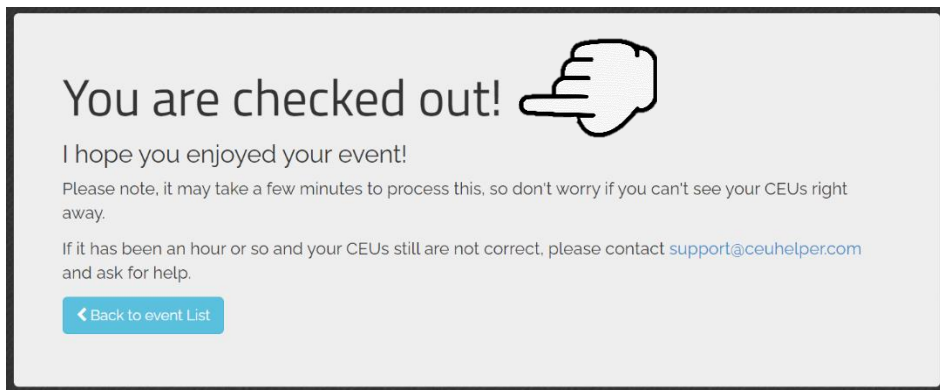 You are checked out!
I hope you enjoyed your event!
Please note, it may take a few minutes to process this, so don't worry if you can't see your CEUs right
away.
If it has been an hour or so and your CEUs still are not correct, please contact support@ceuhelper.com
and ask for help.
Back to event List